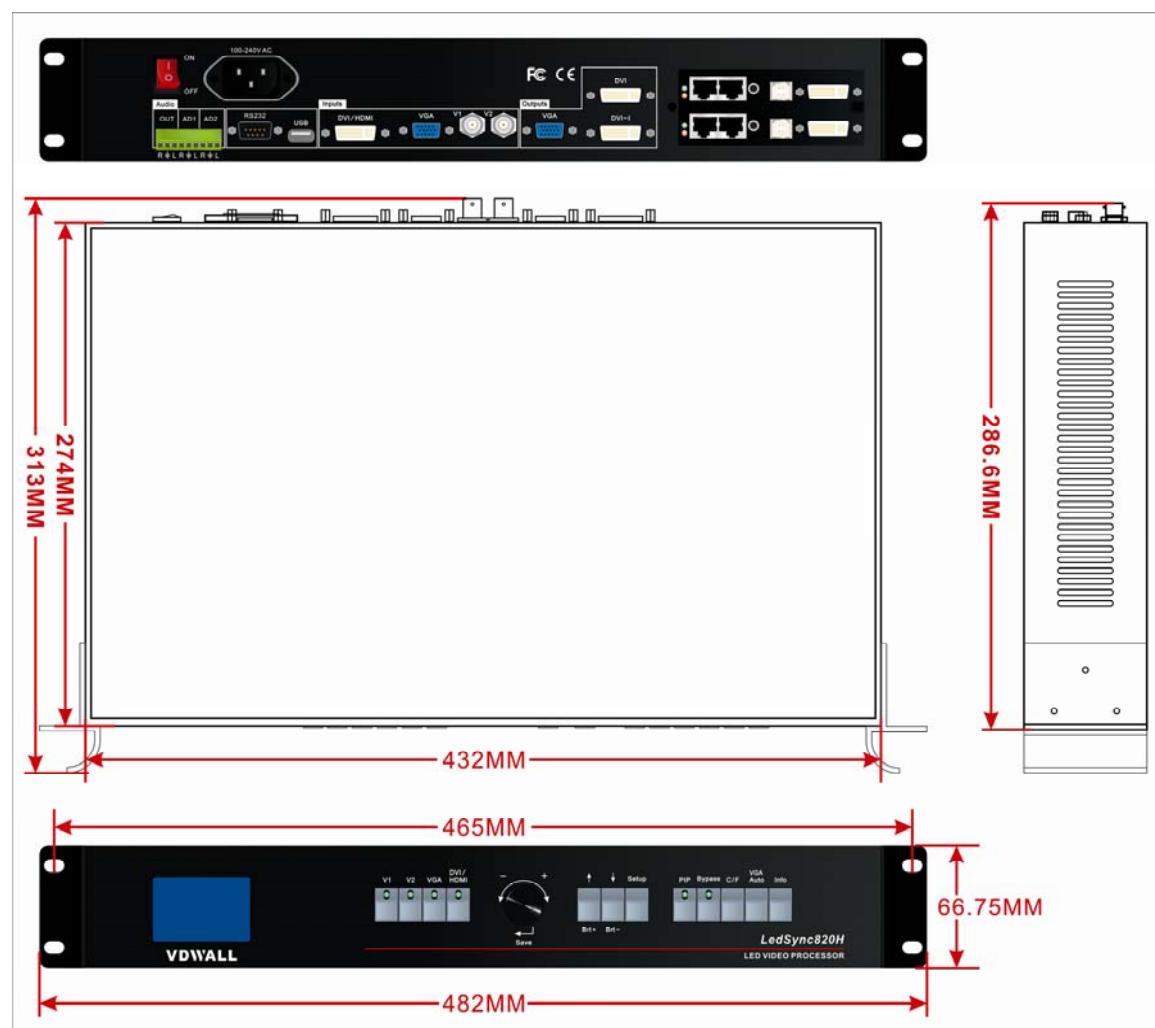 100-240V AC
ON
OFF
FC CE
DVI
Audio
Inputs
Outputs
OUT AD1 AD2
RS232
USB
DVI/HDMI
VGA
V1 V2
VGA
DVI-I
R⏚L R⏚L R⏚L
313MM
274MM
286.6MM
432MM
465MM
V1 V2 VGA DVI/HDMI
- +
↑ ↓ Setup
PIP Bypass C/F VGA Auto Info
Save
Brt+ Brt-
66.75MM
VDWALL
LedSync820H
LED VIDEO PROCESSOR
482MM